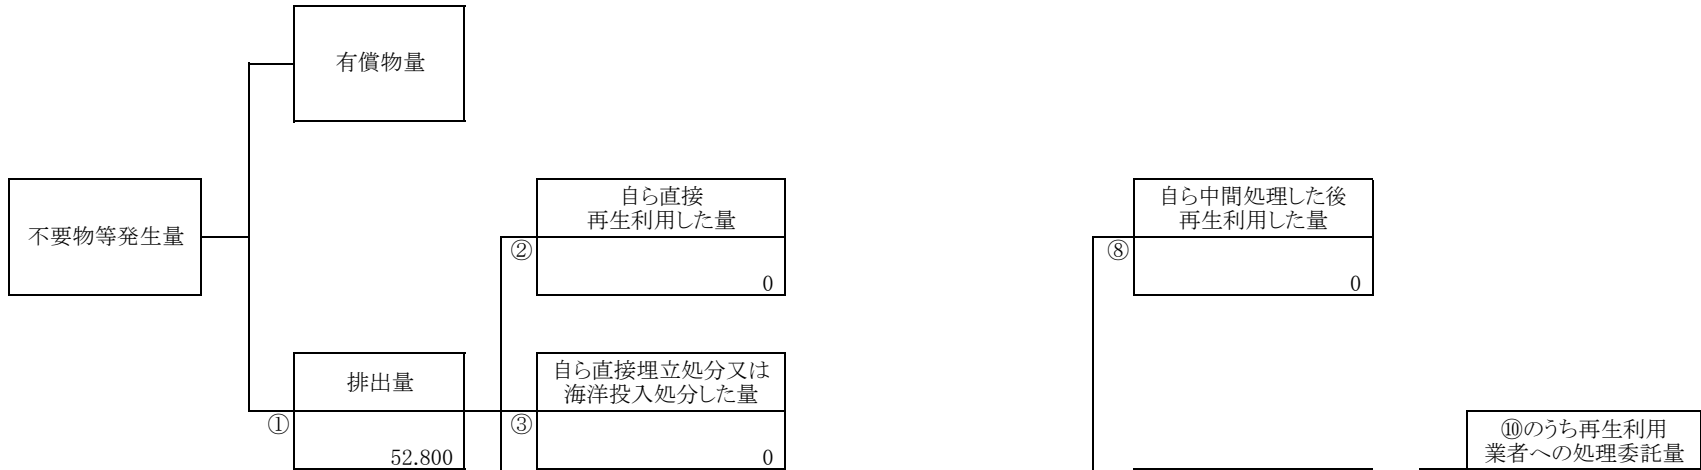 有償物量
不要物等発生量
自ら直接
再生利用した量
②
0
自ら中間処理した後
再生利用した量
⑧
0
排出量
①
52.800
自ら直接埋立処分又は
海洋投入処分した量
③
0
⑩のうち再生利用
業者への処理委託量